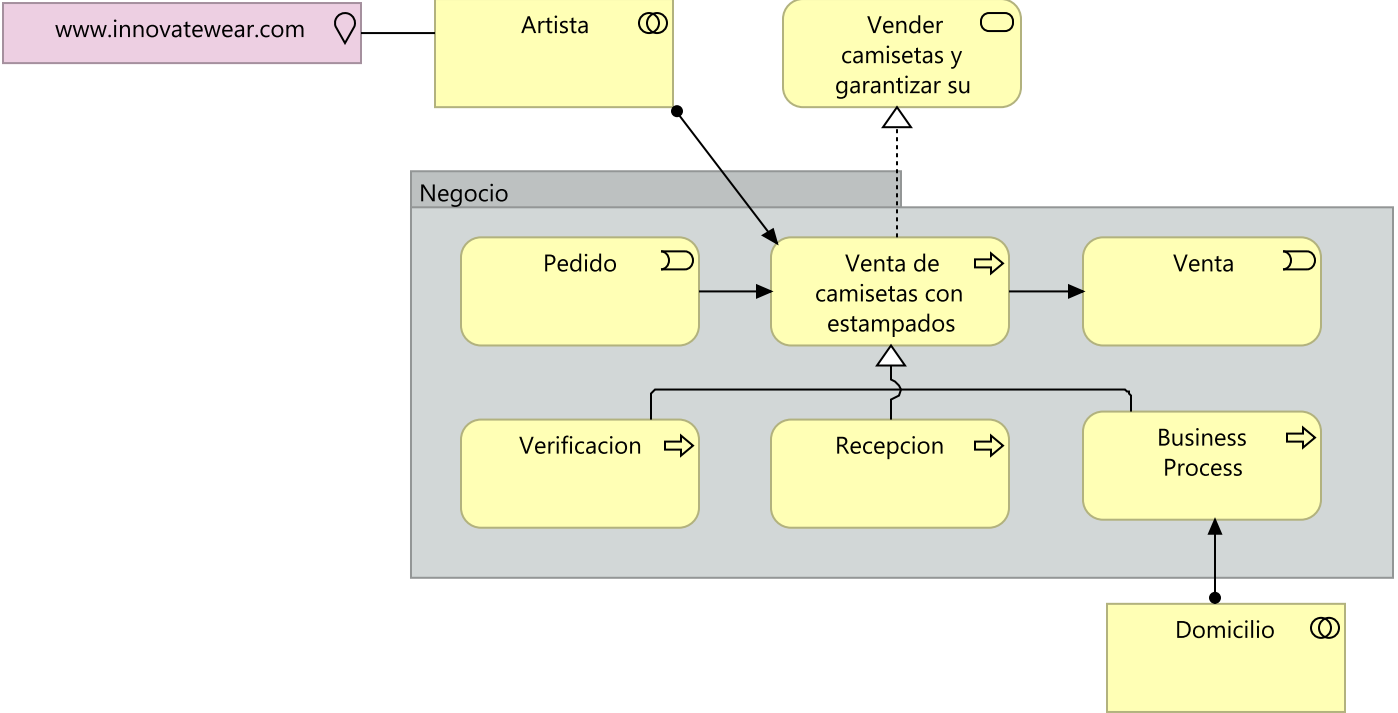 www.innovatewear.com
Artista
Vender
camisetas y
garantizar su
Negocio
Pedido
Venta de
camisetas con
estampados
Venta
Verificacion
Recepcion
Business
Process
Domicilio